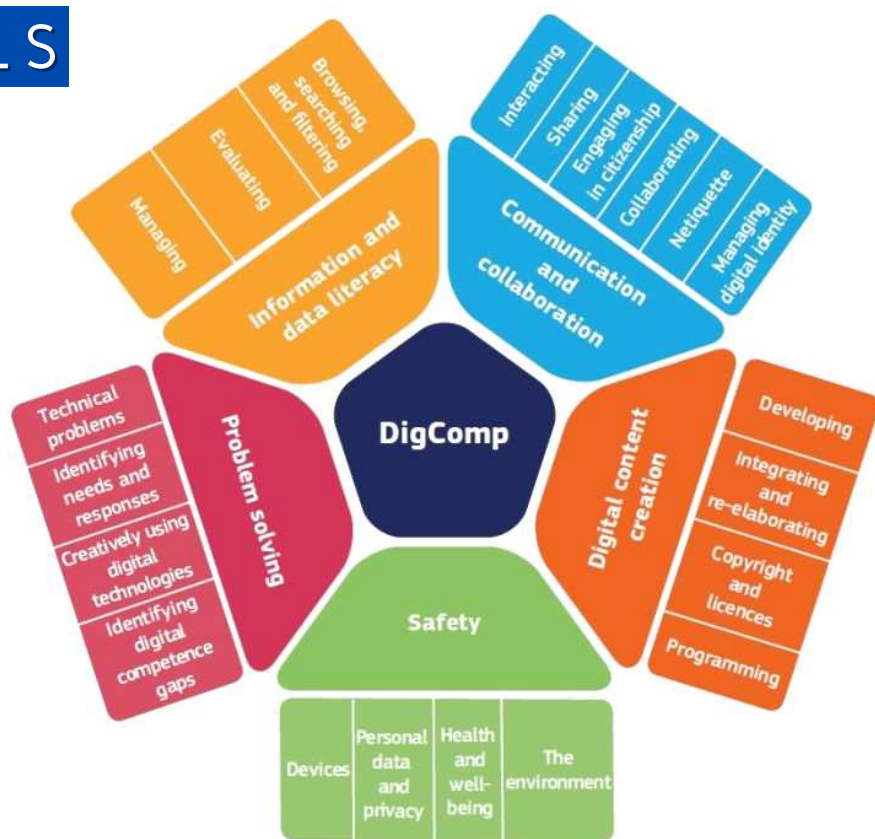 LS
Browsing,
searching
and filtering
Evaluating
Managing
Information and
data literacy
Interacting
Sharing
Engaging
in citizenship
Collaborating
Netiquette
Managing
digital identity
Communication
and
collaboration
DigComp
Technical
problems
Identifying
needs and
responses
Creatively using
digital
technologies
Identifying
digital
competence
gaps
Problem solving
Digital content
creation
Developing
Integrating
and
re-elaborating
Copyright
and
licences
Programming
Safety
Devices
Personal
data
and
privacy
Health
and
well-
being
The
environment